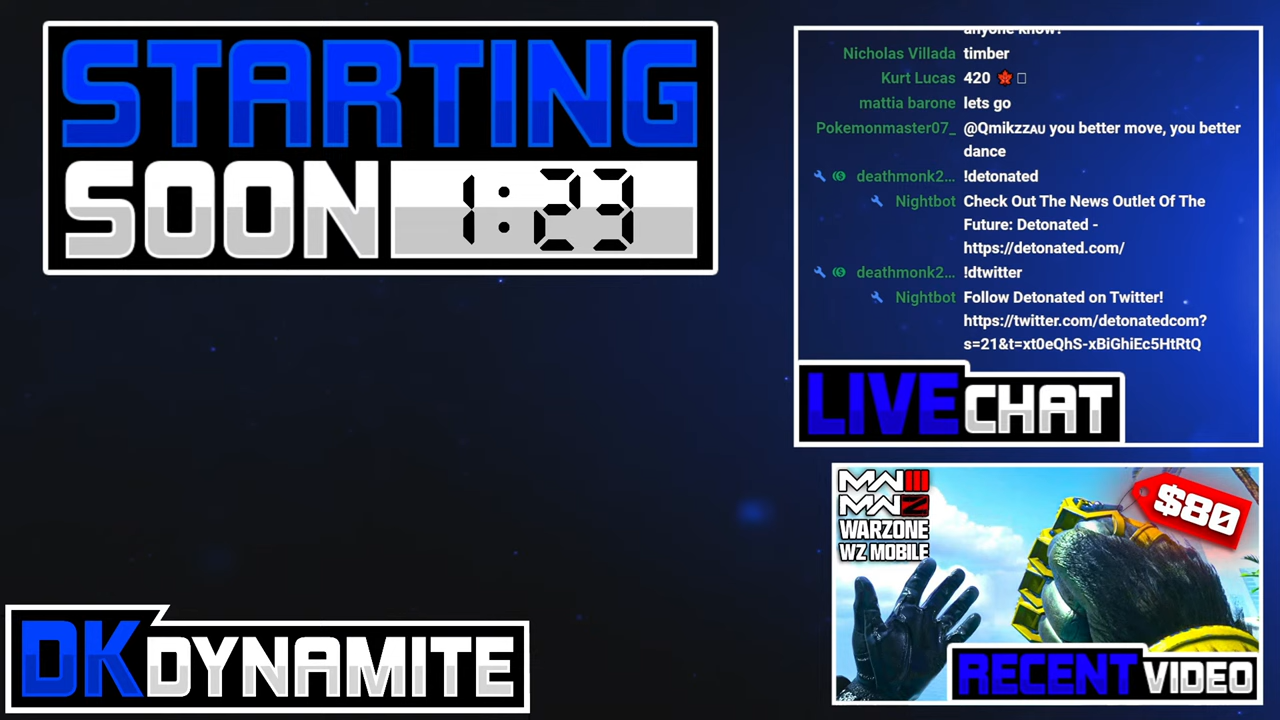 STARTING
SOON 1:23
anyone know?
Nicholas Villada timber
Kurt Lucas 420
mattia barone lets go
Pokemonmaster07_ @Qmikzzᴀᴜ you better move, you better
dance
deathmonk2... !detonated
Nightbot Check Out The News Outlet Of The
Future: Detonated -
https://detonated.com/
deathmonk2... !dtwitter
Nightbot Follow Detonated on Twitter!
https://twitter.com/detonatedcom?
s=21&t=xt0eQhS-xBiGhiEc5HtRtQ
LIVE CHAT
MWIII
MWZ
WARZONE
WZ MOBILE
$80
RECENT VIDEO
DK DYNAMITE